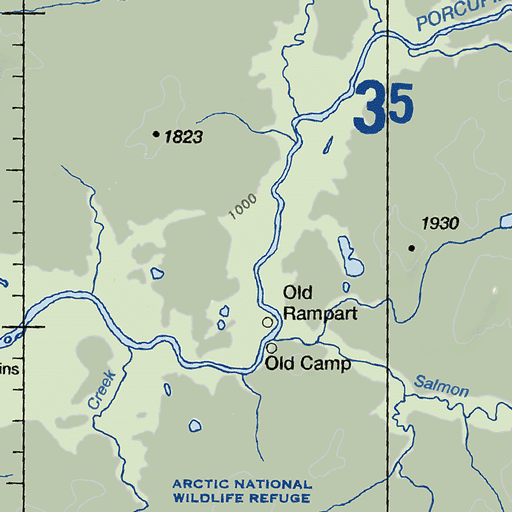 PORCUPI
35
1823
1000
1930
Old
Rampart
Old Camp
ins
Creek
Salmon
ARCTIC NATIONAL
WILDLIFE REFUGE